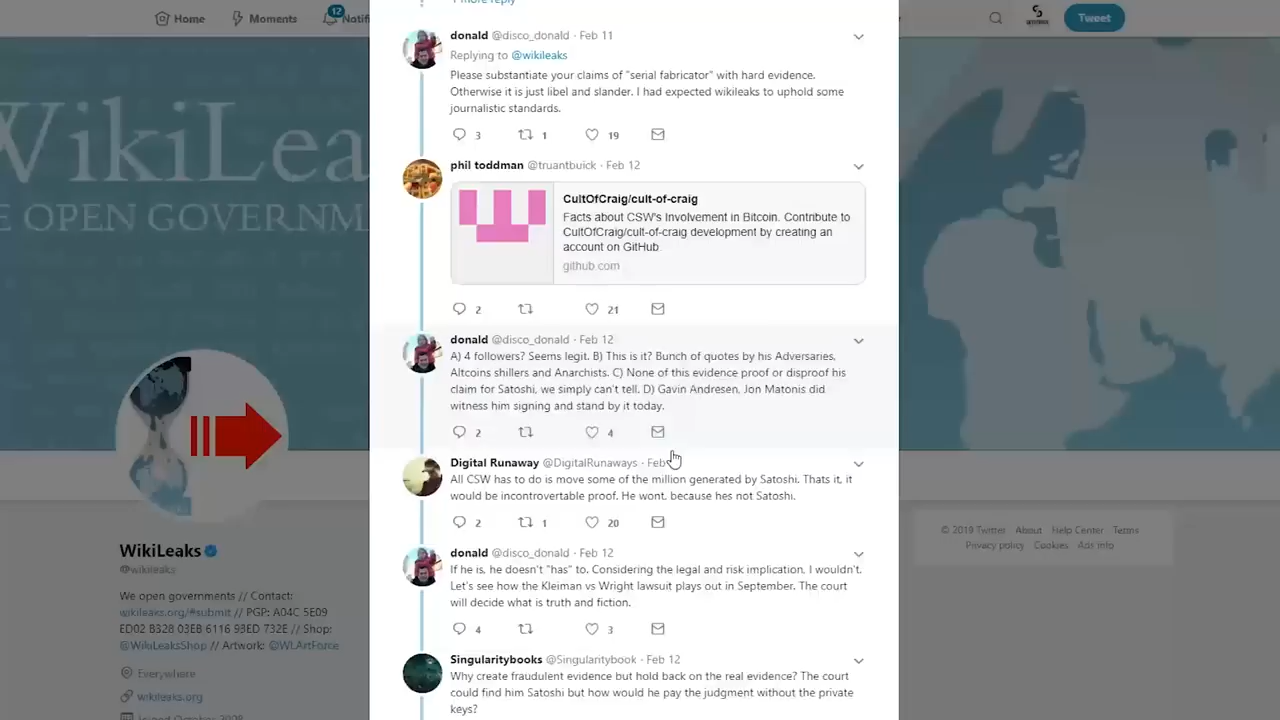 Home
Moments
12
Notifi
Tweet
1 more reply
donald @disco_donald · Feb 11
Replying to @wikileaks
Please substantiate your claims of "serial fabricator" with hard evidence.
Otherwise it is just libel and slander. I had expected wikileaks to uphold some
journalistic standards.
3 1 19
phil toddman @truantbuick · Feb 12
CultOfCraig/cult-of-craig
Facts about CSW's Involvement in Bitcoin. Contribute to
CultOfCraig/cult-of-craig development by creating an
account on GitHub.
github.com
2 21
donald @disco_donald · Feb 12
A) 4 followers? Seems legit. B) This is it? Bunch of quotes by his Adversaries,
Altcoins shillers and Anarchists. C) None of this evidence proof or disproof his
claim for Satoshi, we simply can't tell. D) Gavin Andresen, Jon Matonis did
witness him signing and stand by it today.
2 4
Digital Runaway @DigitalRunaways · Feb
All CSW has to do is move some of the million generated by Satoshi. Thats it, it
would be incontrovertable proof. He wont, because hes not Satoshi.
2 1 20
donald @disco_donald · Feb 12
If he is, he doesn't "has" to. Considering the legal and risk implication, I wouldn't.
Let's see how the Kleiman vs Wright lawsuit plays out in September. The court
will decide what is truth and fiction.
4 3
Singularitybooks @Singularitybook · Feb 12
Why create fraudulent evidence but hold back on the real evidence? The court
could find him Satoshi but how would he pay the judgment without the private
keys?
WikiLea
E OPEN GOVERNM
WikiLeaks
@wikileaks
We open governments // Contact:
wikileaks.org/#submit // PGP: A04C 5E09
ED02 B328 03EB 6116 93ED 732E // Shop:
@WikiLeaksShop // Artwork: @WLArtForce
Everywhere
wikileaks.org
Joined October 2008
© 2019 Twitter About Help Center Terms
Privacy policy Cookies Ads info